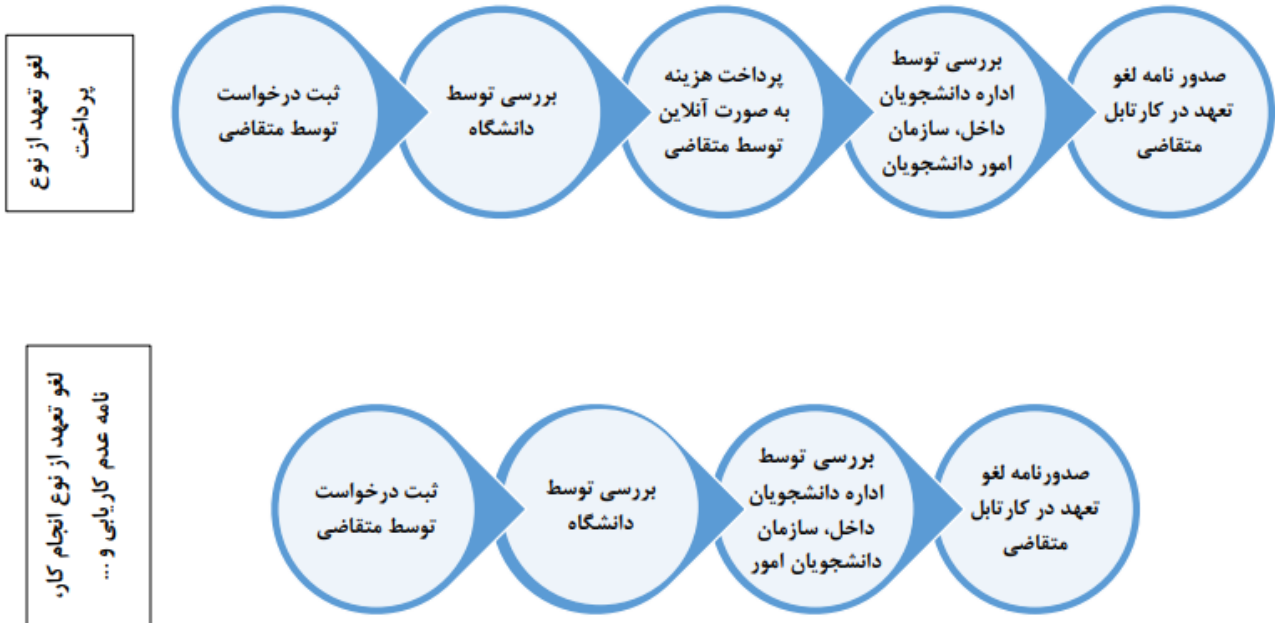 لغو تعهد از نوع
پرداخت
ثبت درخواست
توسط متقاضی
بررسی توسط
دانشگاه
پرداخت هزینه
به صورت آنلاین
توسط متقاضی
بررسی توسط
اداره دانشجویان
داخل، سازمان
امور دانشجویان
صدور نامه لغو
تعهد در کارتابل
متقاضی
لغو تعهد از نوع انجام کار،
نامه عدم کاریابی و ...
ثبت درخواست
توسط متقاضی
بررسی توسط
دانشگاه
بررسی توسط
اداره دانشجویان
داخل، سازمان
دانشجویان امور
صدورنامه لغو
تعهد در کارتابل
متقاضی